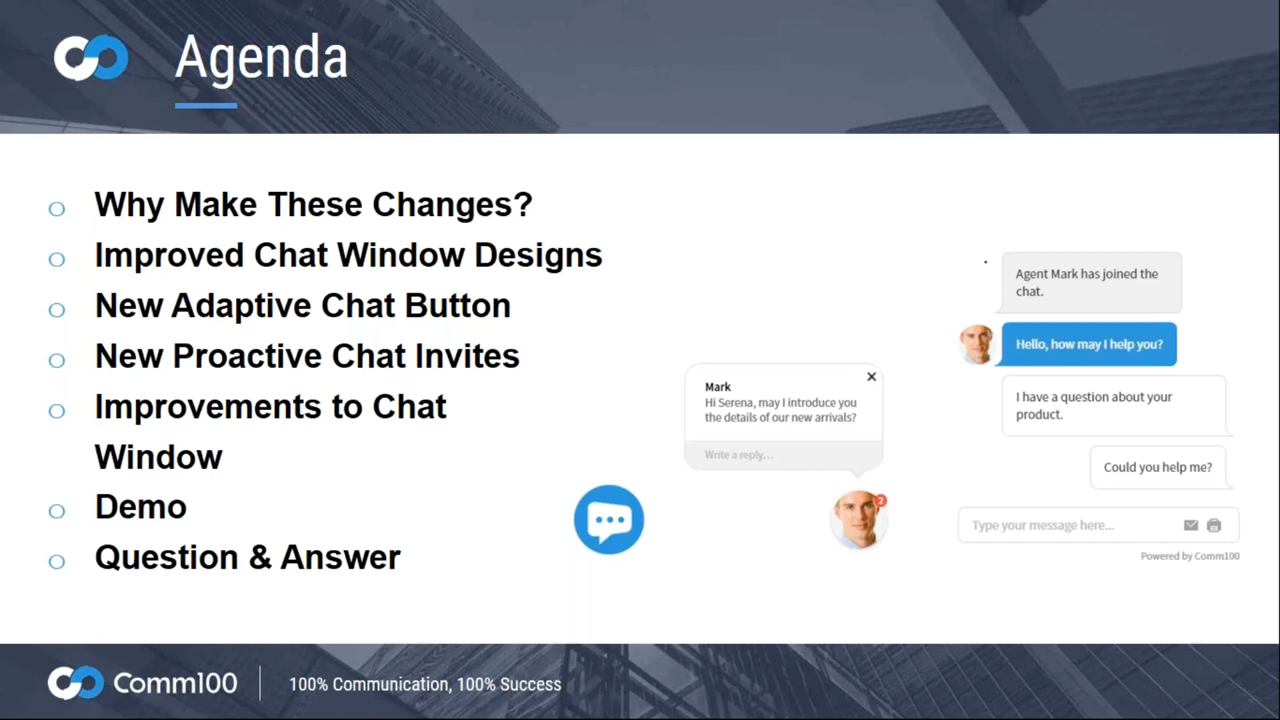 Agenda
Why Make These Changes?
Improved Chat Window Designs
New Adaptive Chat Button
New Proactive Chat Invites
Improvements to Chat
Window
Demo
Question & Answer
Mark
Hi Serena, may I introduce you
the details of our new arrivals?
Write a reply...
2
Agent Mark has joined the
chat.
Hello, how may I help you?
I have a question about your
product.
Could you help me?
Type your message here...
Powered by Comm100
Comm100
100% Communication, 100% Success